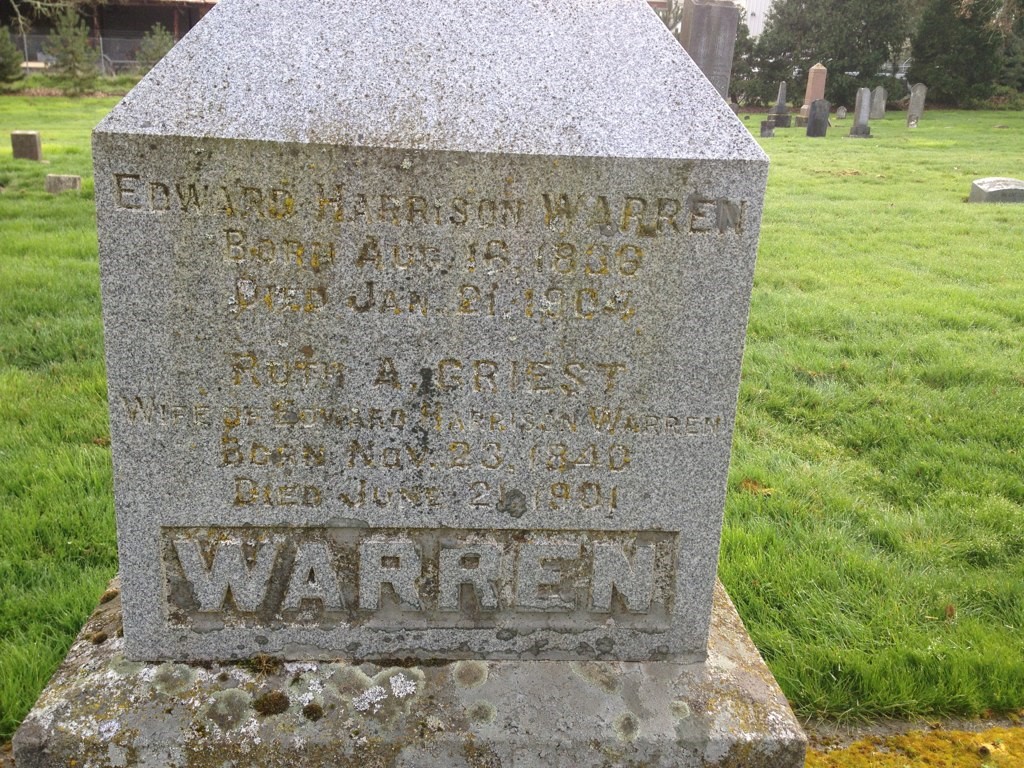 EDWARD HARRISON WARREN
BORN AUG. 16, 1830
DIED JAN. 21, 1904
RUTH A. GRIEST
WIFE OF EDWARD HARRISON WARREN
BORN NOV. 23, 1840
DIED JUNE 21, 1901
WARREN